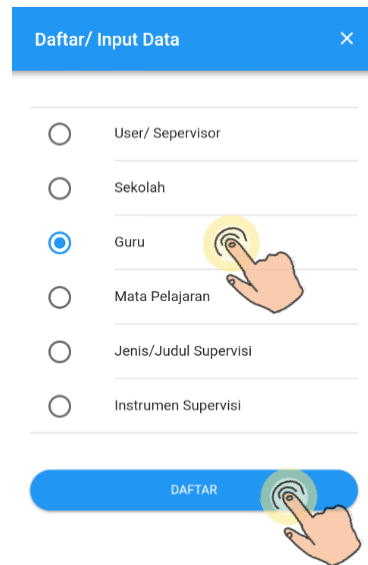 Daftar/ Input Data
User/ Sepervisor
Sekolah
Guru
Mata Pelajaran
Jenis/Judul Supervisi
Instrumen Supervisi
DAFTAR